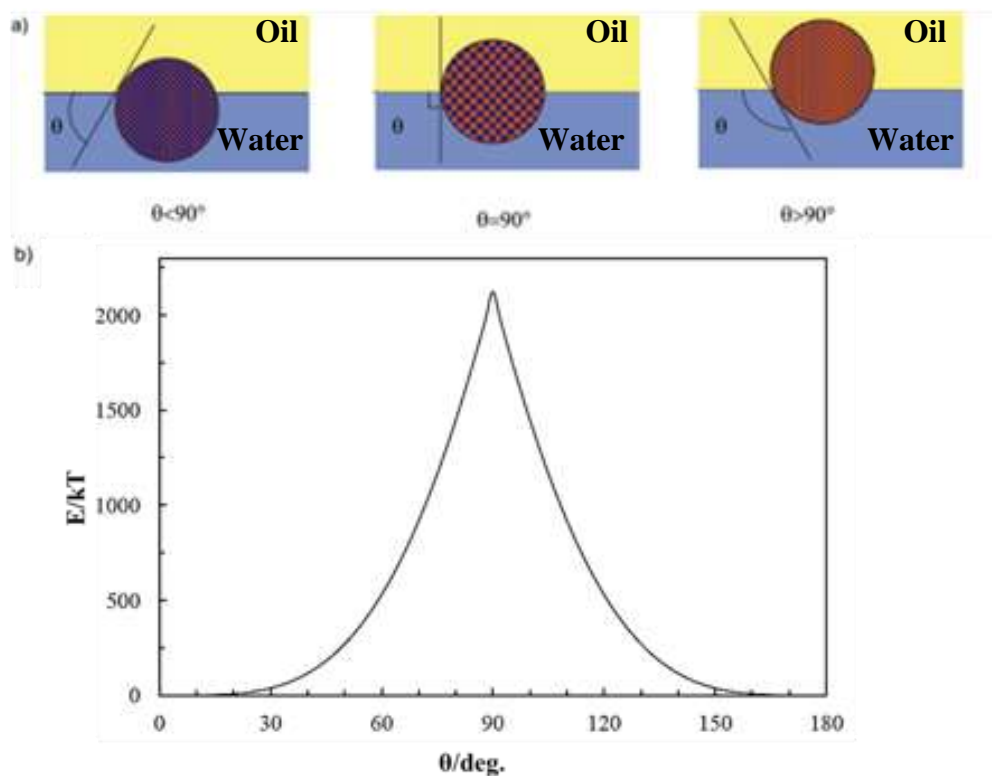 a)
Oil Oil Oil
θ θ θ
Water Water Water
θ<90° θ=90° θ>90°
b)
2000
1500
1000
500
0
E/kT
0 30 60 90 120 150 180
θ/deg.